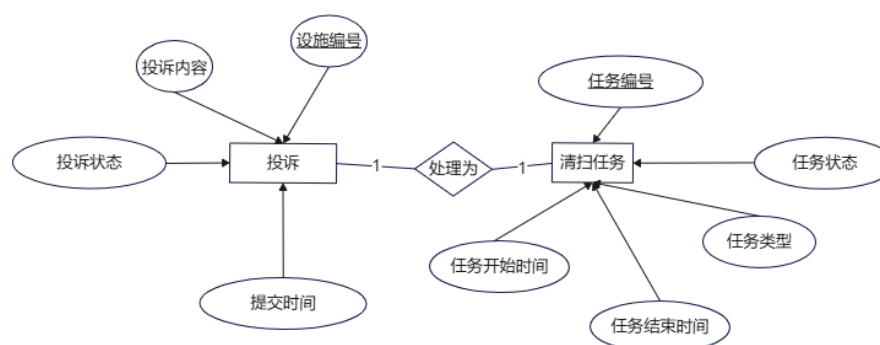 设施编号
投诉内容
任务编号
投诉状态
投诉
1
处理为
1
清扫任务
任务状态
任务类型
任务开始时间
提交时间
任务结束时间